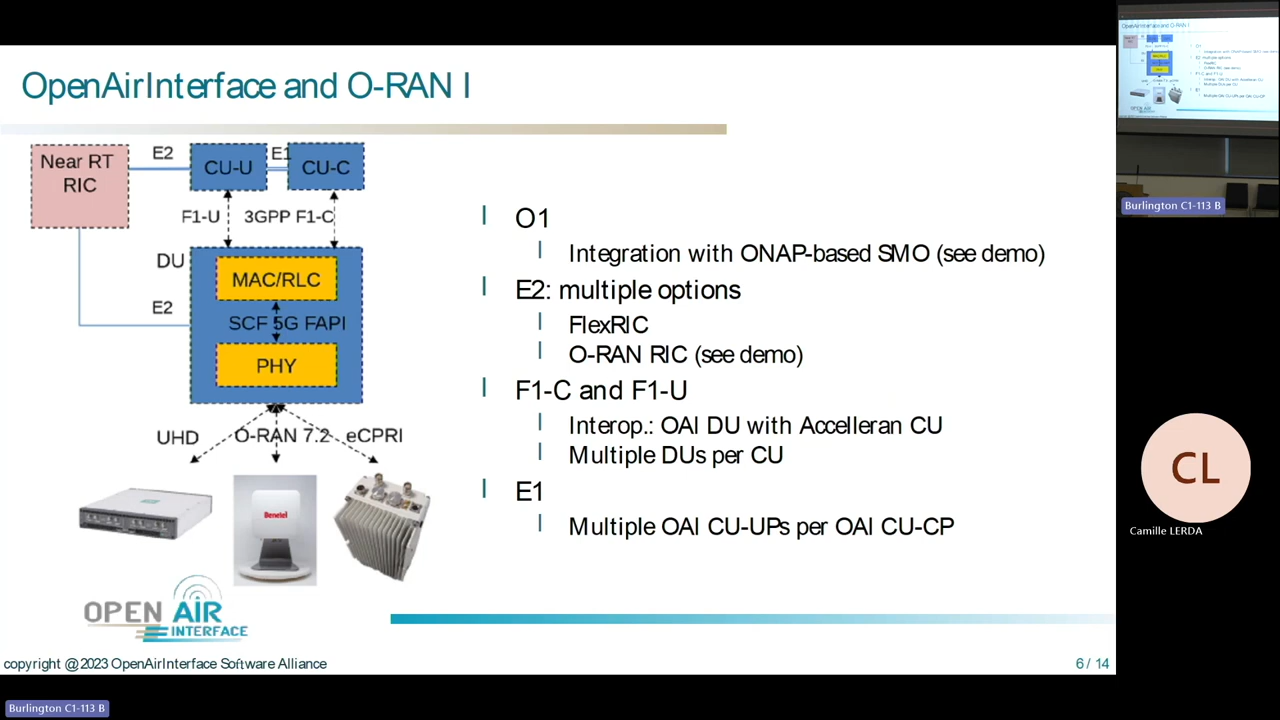 OpenAirInterface and O-RAN I
Near RT
RIC
E2
CU-U
E1
CU-C
F1-U
3GPP F1-C
DU
MAC/RLC
E2
SCF 5G FAPI
PHY
UHD
O-RAN 7.2
eCPRI
Benetel
OPEN AIR
INTERFACE
O1
Integration with ONAP-based SMO (see demo)
E2: multiple options
FlexRIC
O-RAN RIC (see demo)
F1-C and F1-U
Interop.: OAI DU with Accelleran CU
Multiple DUs per CU
E1
Multiple OAI CU-UPs per OAI CU-CP
copyright @2023 OpenAirInterface Software Alliance
6 / 14
Burlington C1-113 B
OpenAirInterface and O-RAN I
Burlington C1-113 B
CL
Camille LERDA